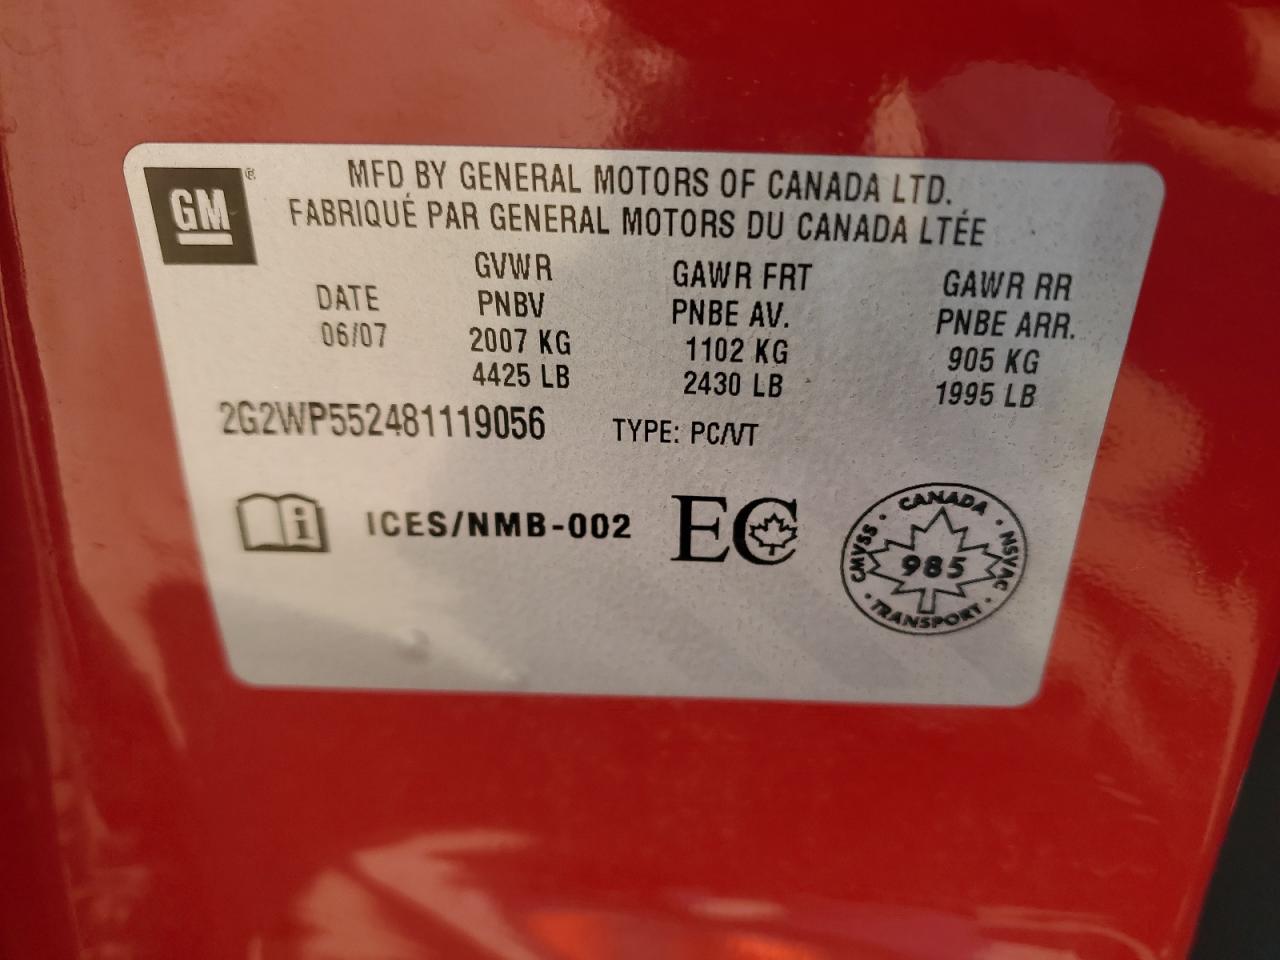 GM ®
MFD BY GENERAL MOTORS OF CANADA LTD.
FABRIQUÉ PAR GENERAL MOTORS DU CANADA LTÉE
DATE
06/07
GVWR
PNBV
2007 KG
4425 LB
GAWR FRT
PNBE AV.
1102 KG
2430 LB
GAWR RR
PNBE ARR.
905 KG
1995 LB
2G2WP552481119056 TYPE: PC/VT
i ICES/NMB-002 EC
CANADA · NSVAC · TRANSPORT · CMVSS ·
985